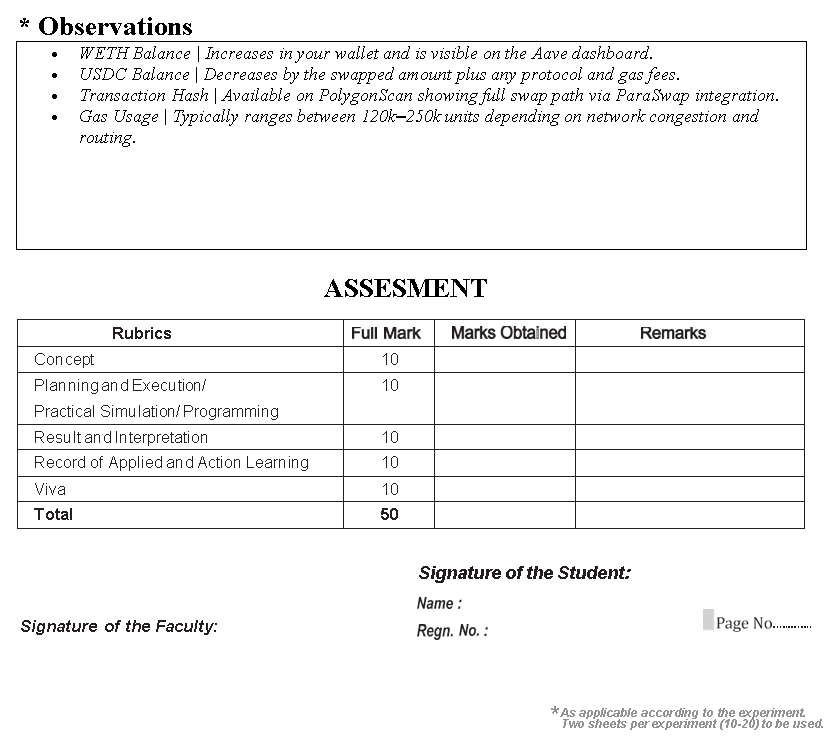 * Observations
• WETH Balance | Increases in your wallet and is visible on the Aave dashboard.
• USDC Balance | Decreases by the swapped amount plus any protocol and gas fees.
• Transaction Hash | Available on PolygonScan showing full swap path via ParaSwap integration.
• Gas Usage | Typically ranges between 120k–250k units depending on network congestion and
routing.
ASSESMENT
Rubrics Full Mark Marks Obtained Remarks
Concept 10
Planning and Execution/ 10
Practical Simulation/ Programming
Result and Interpretation 10
Record of Applied and Action Learning 10
Viva 10
Total 50
Signature of the Student:
Name :
Signature of the Faculty:
Regn. No. :
Page No.............
* As applicable according to the experiment.
Two sheets per experiment (10-20) to be used.